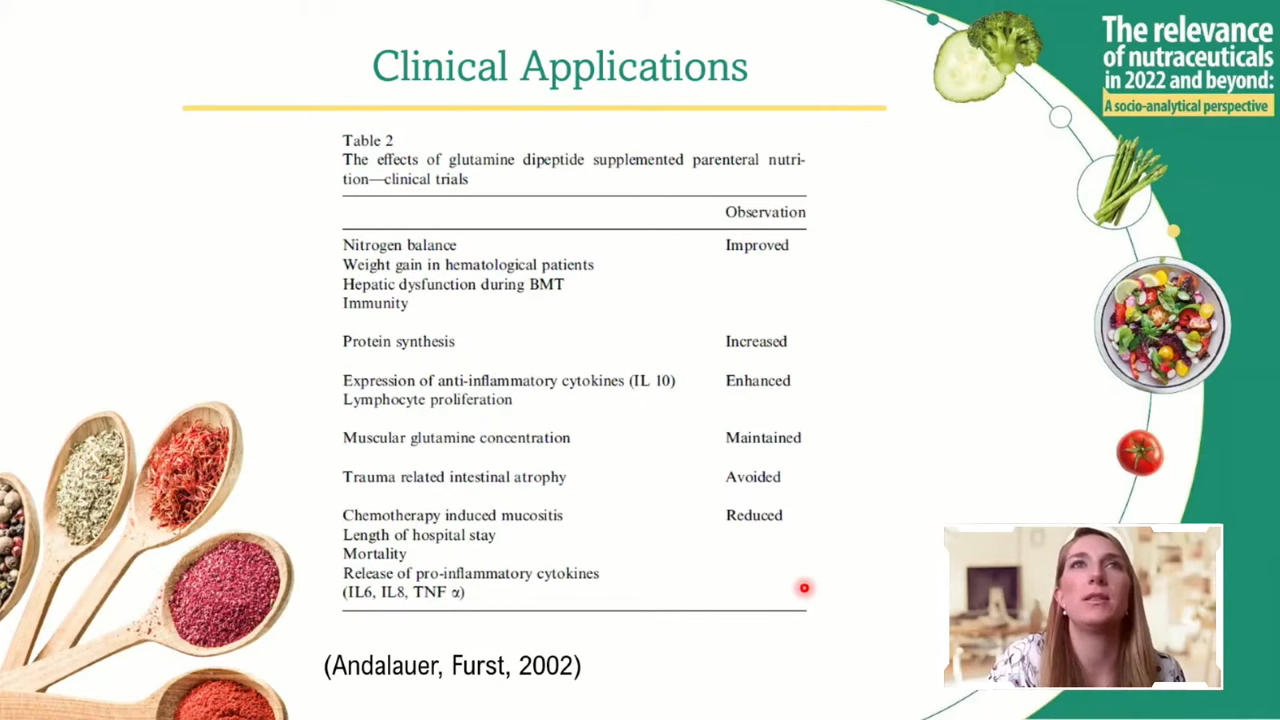 Clinical Applications
The relevance
of nutraceuticals
in 2022 and beyond:
A socio-analytical perspective
Table 2
The effects of glutamine dipeptide supplemented parenteral nutri-
tion—clinical trials
Observation
Nitrogen balance Improved
Weight gain in hematological patients
Hepatic dysfunction during BMT
Immunity
Protein synthesis Increased
Expression of anti-inflammatory cytokines (IL 10) Enhanced
Lymphocyte proliferation
Muscular glutamine concentration Maintained
Trauma related intestinal atrophy Avoided
Chemotherapy induced mucositis Reduced
Length of hospital stay
Mortality
Release of pro-inflammatory cytokines
(IL6, IL8, TNF α)
(Andalauer, Furst, 2002)